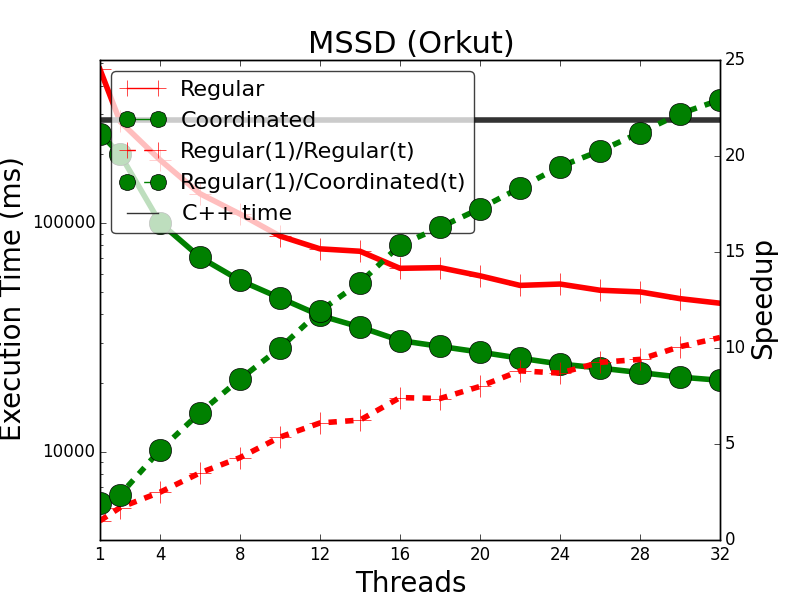 MSSD (Orkut)
Regular
Coordinated
Regular(1)/Regular(t)
Regular(1)/Coordinated(t)
C++ time
Execution Time (ms)
100000
10000
Speedup
25
20
15
10
5
0
1 4 8 12 16 20 24 28 32
Threads